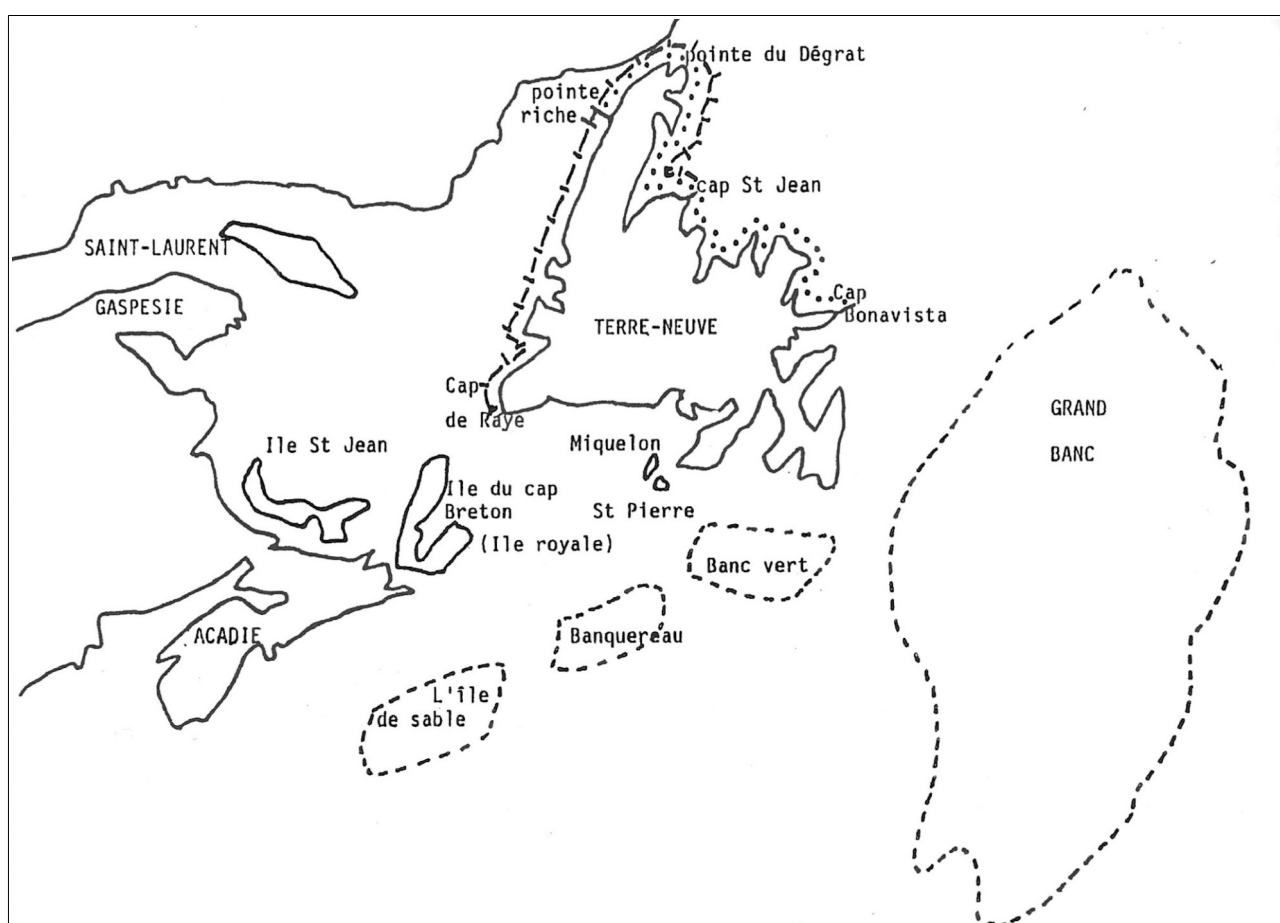 pointe du Dégrat
pointe
riche
cap St Jean
SAINT-LAURENT
GASPESIE
TERRE-NEUVE
Cap
Bonavista
Cap
de Raye
GRAND
BANC
Ile St Jean
Miquelon
Ile du cap
Breton
St Pierre
(Ile royale)
Banc vert
ACADIE
Banquereau
L'île
de sable